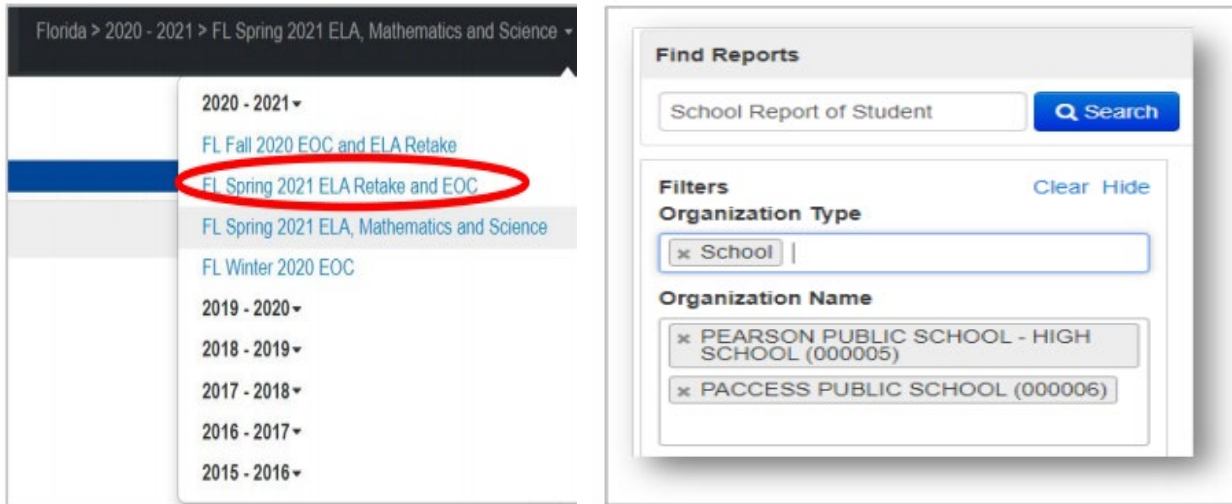 Florida > 2020 - 2021 > FL Spring 2021 ELA, Mathematics and Science
2020 - 2021
FL Fall 2020 EOC and ELA Retake
FL Spring 2021 ELA Retake and EOC
FL Spring 2021 ELA, Mathematics and Science
FL Winter 2020 EOC
2019 - 2020
2018 - 2019
2017 - 2018
2016 - 2017
2015 - 2016
Find Reports
School Report of Student
Search
Filters
Clear Hide
Organization Type
× School
Organization Name
× PEARSON PUBLIC SCHOOL - HIGH
SCHOOL (000005)
× PACCESS PUBLIC SCHOOL (000006)